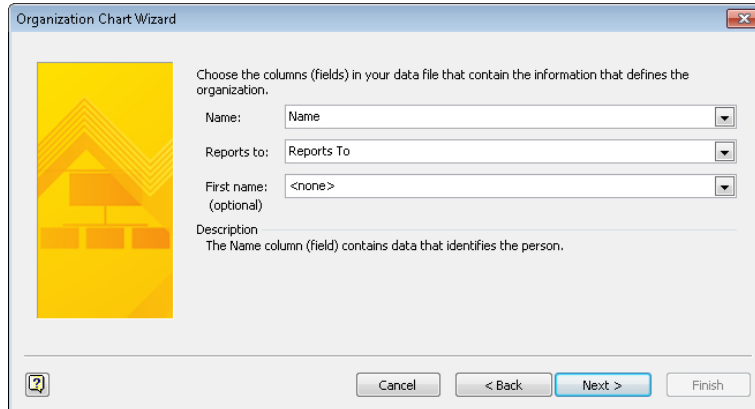 Organization Chart Wizard
Choose the columns (fields) in your data file that contain the information that defines the
organization.
Name:
Name
Reports to:
Reports To
First name:
(optional)
<none>
Description
The Name column (field) contains data that identifies the person.
Cancel
< Back
Next >
Finish